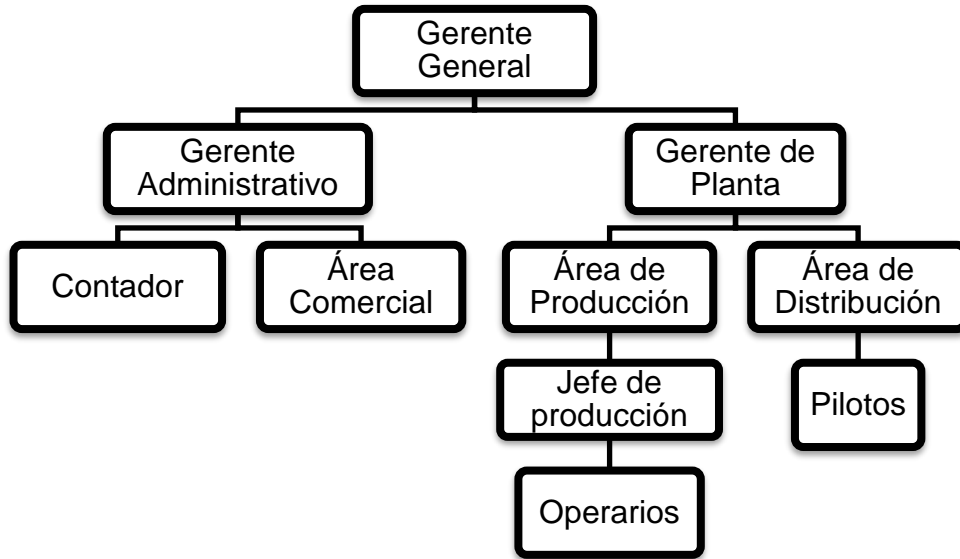 Gerente
General
Gerente
Administrativo
Gerente de
Planta
Contador
Área
Comercial
Área de
Producción
Área de
Distribución
Jefe de
producción
Pilotos
Operarios